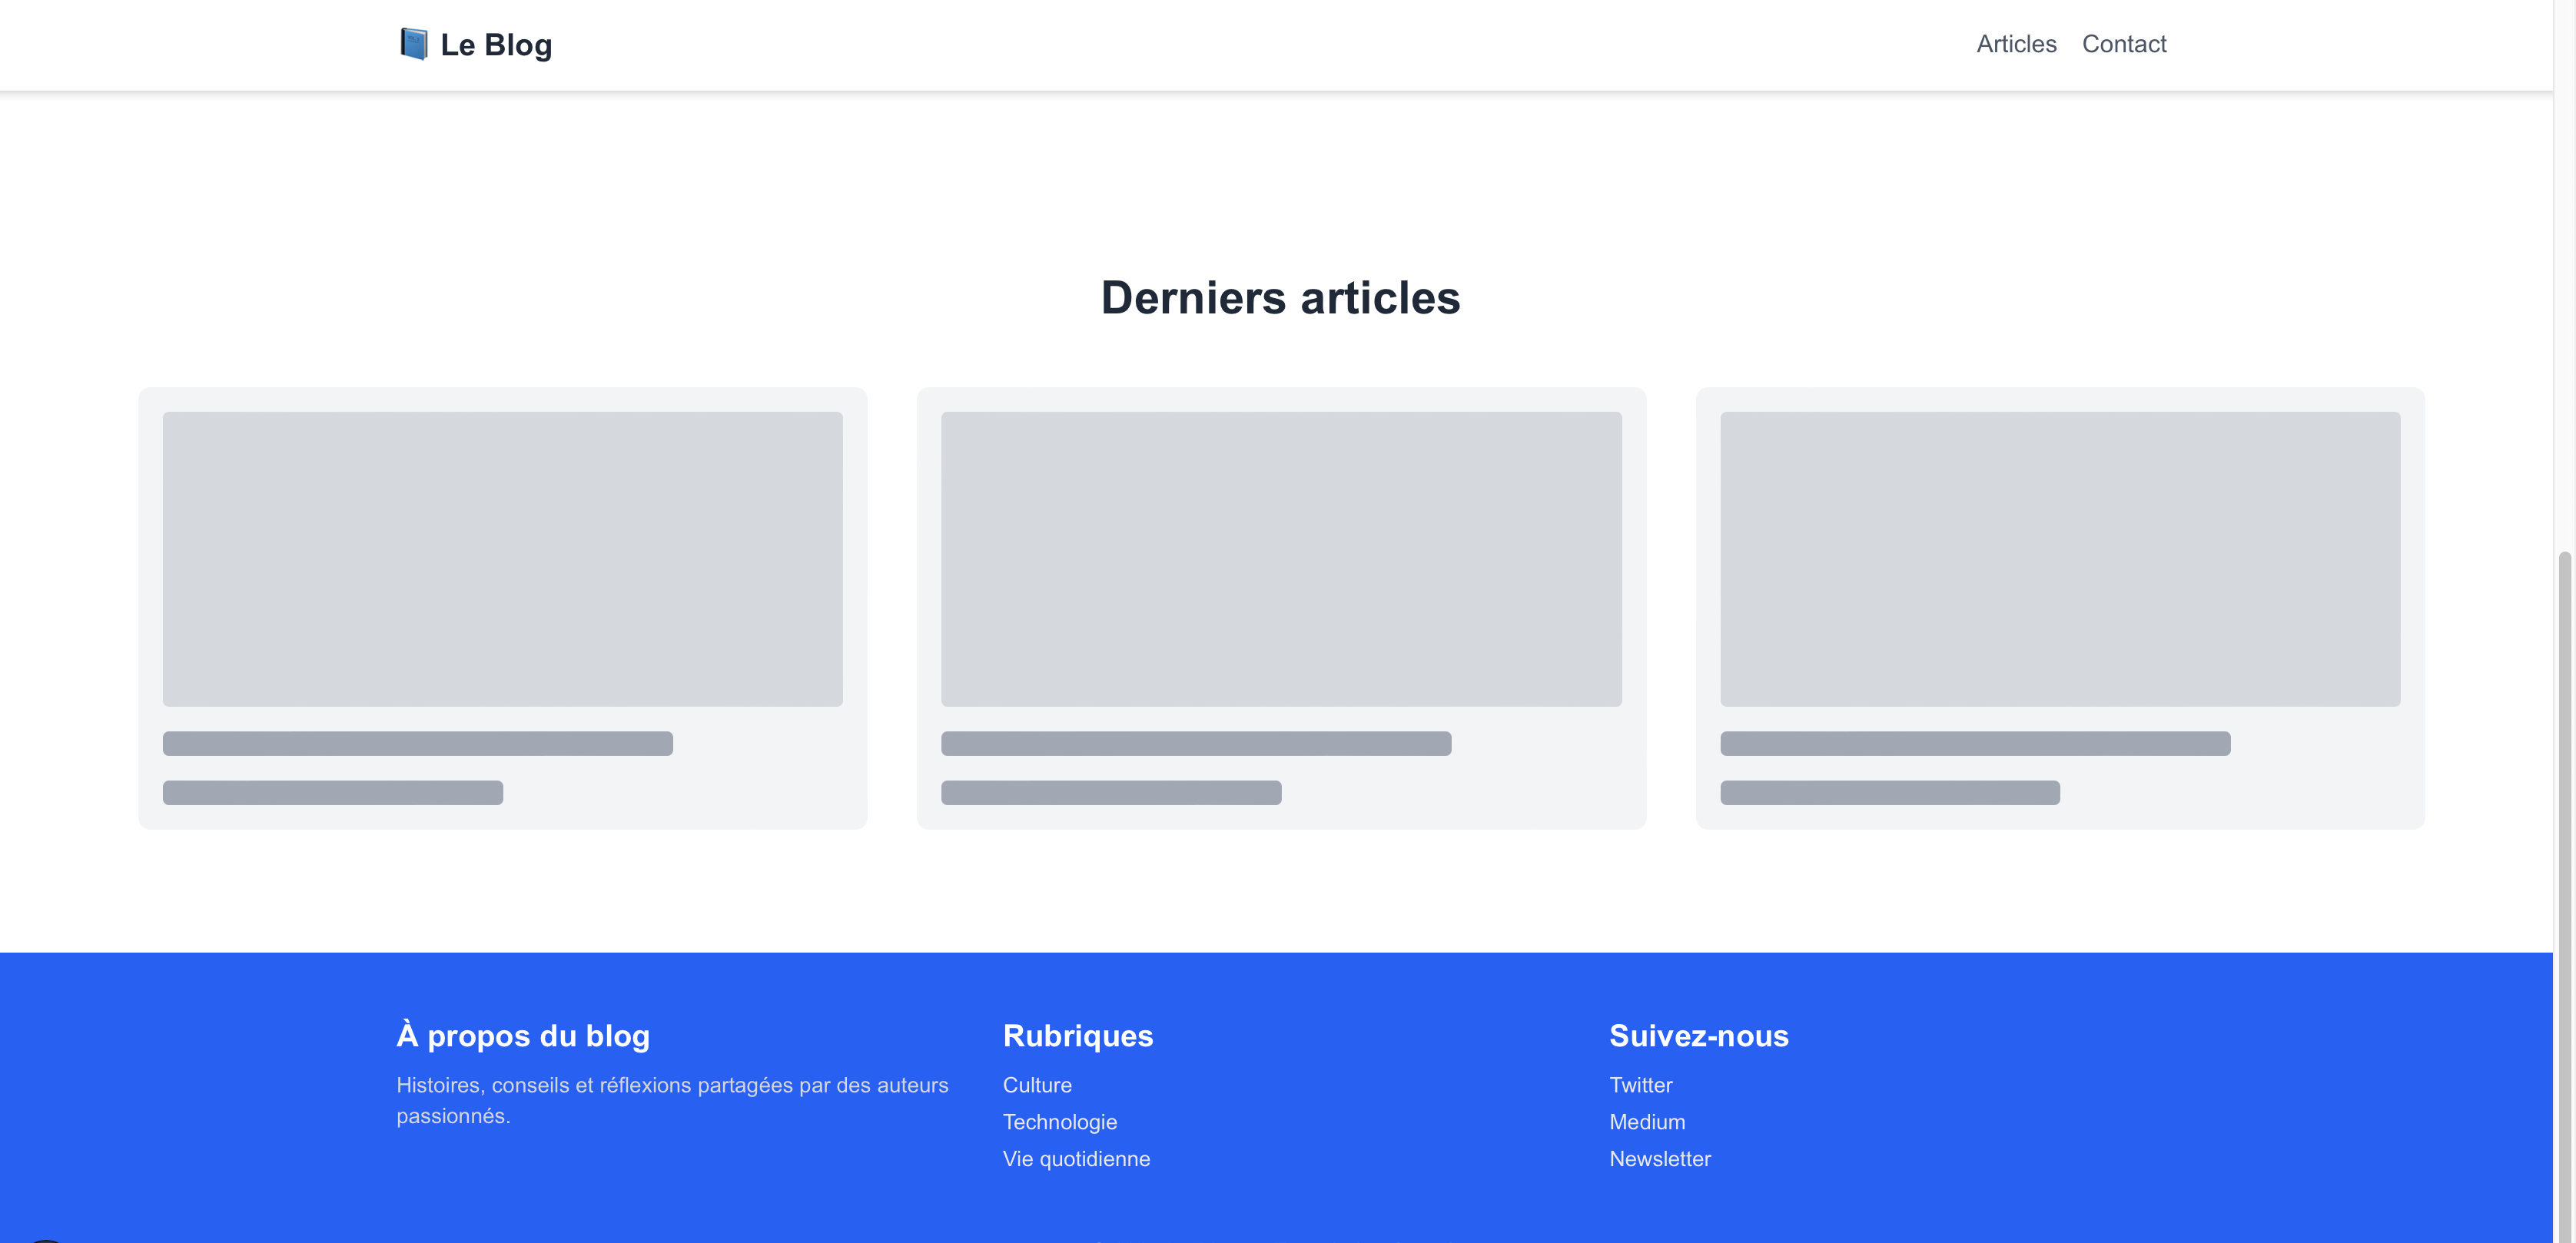 Le Blog
Articles Contact
Derniers articles
À propos du blog
Histoires, conseils et réflexions partagées par des auteurs
passionnés.
Rubriques
Culture
Technologie
Vie quotidienne
Suivez-nous
Twitter
Medium
Newsletter